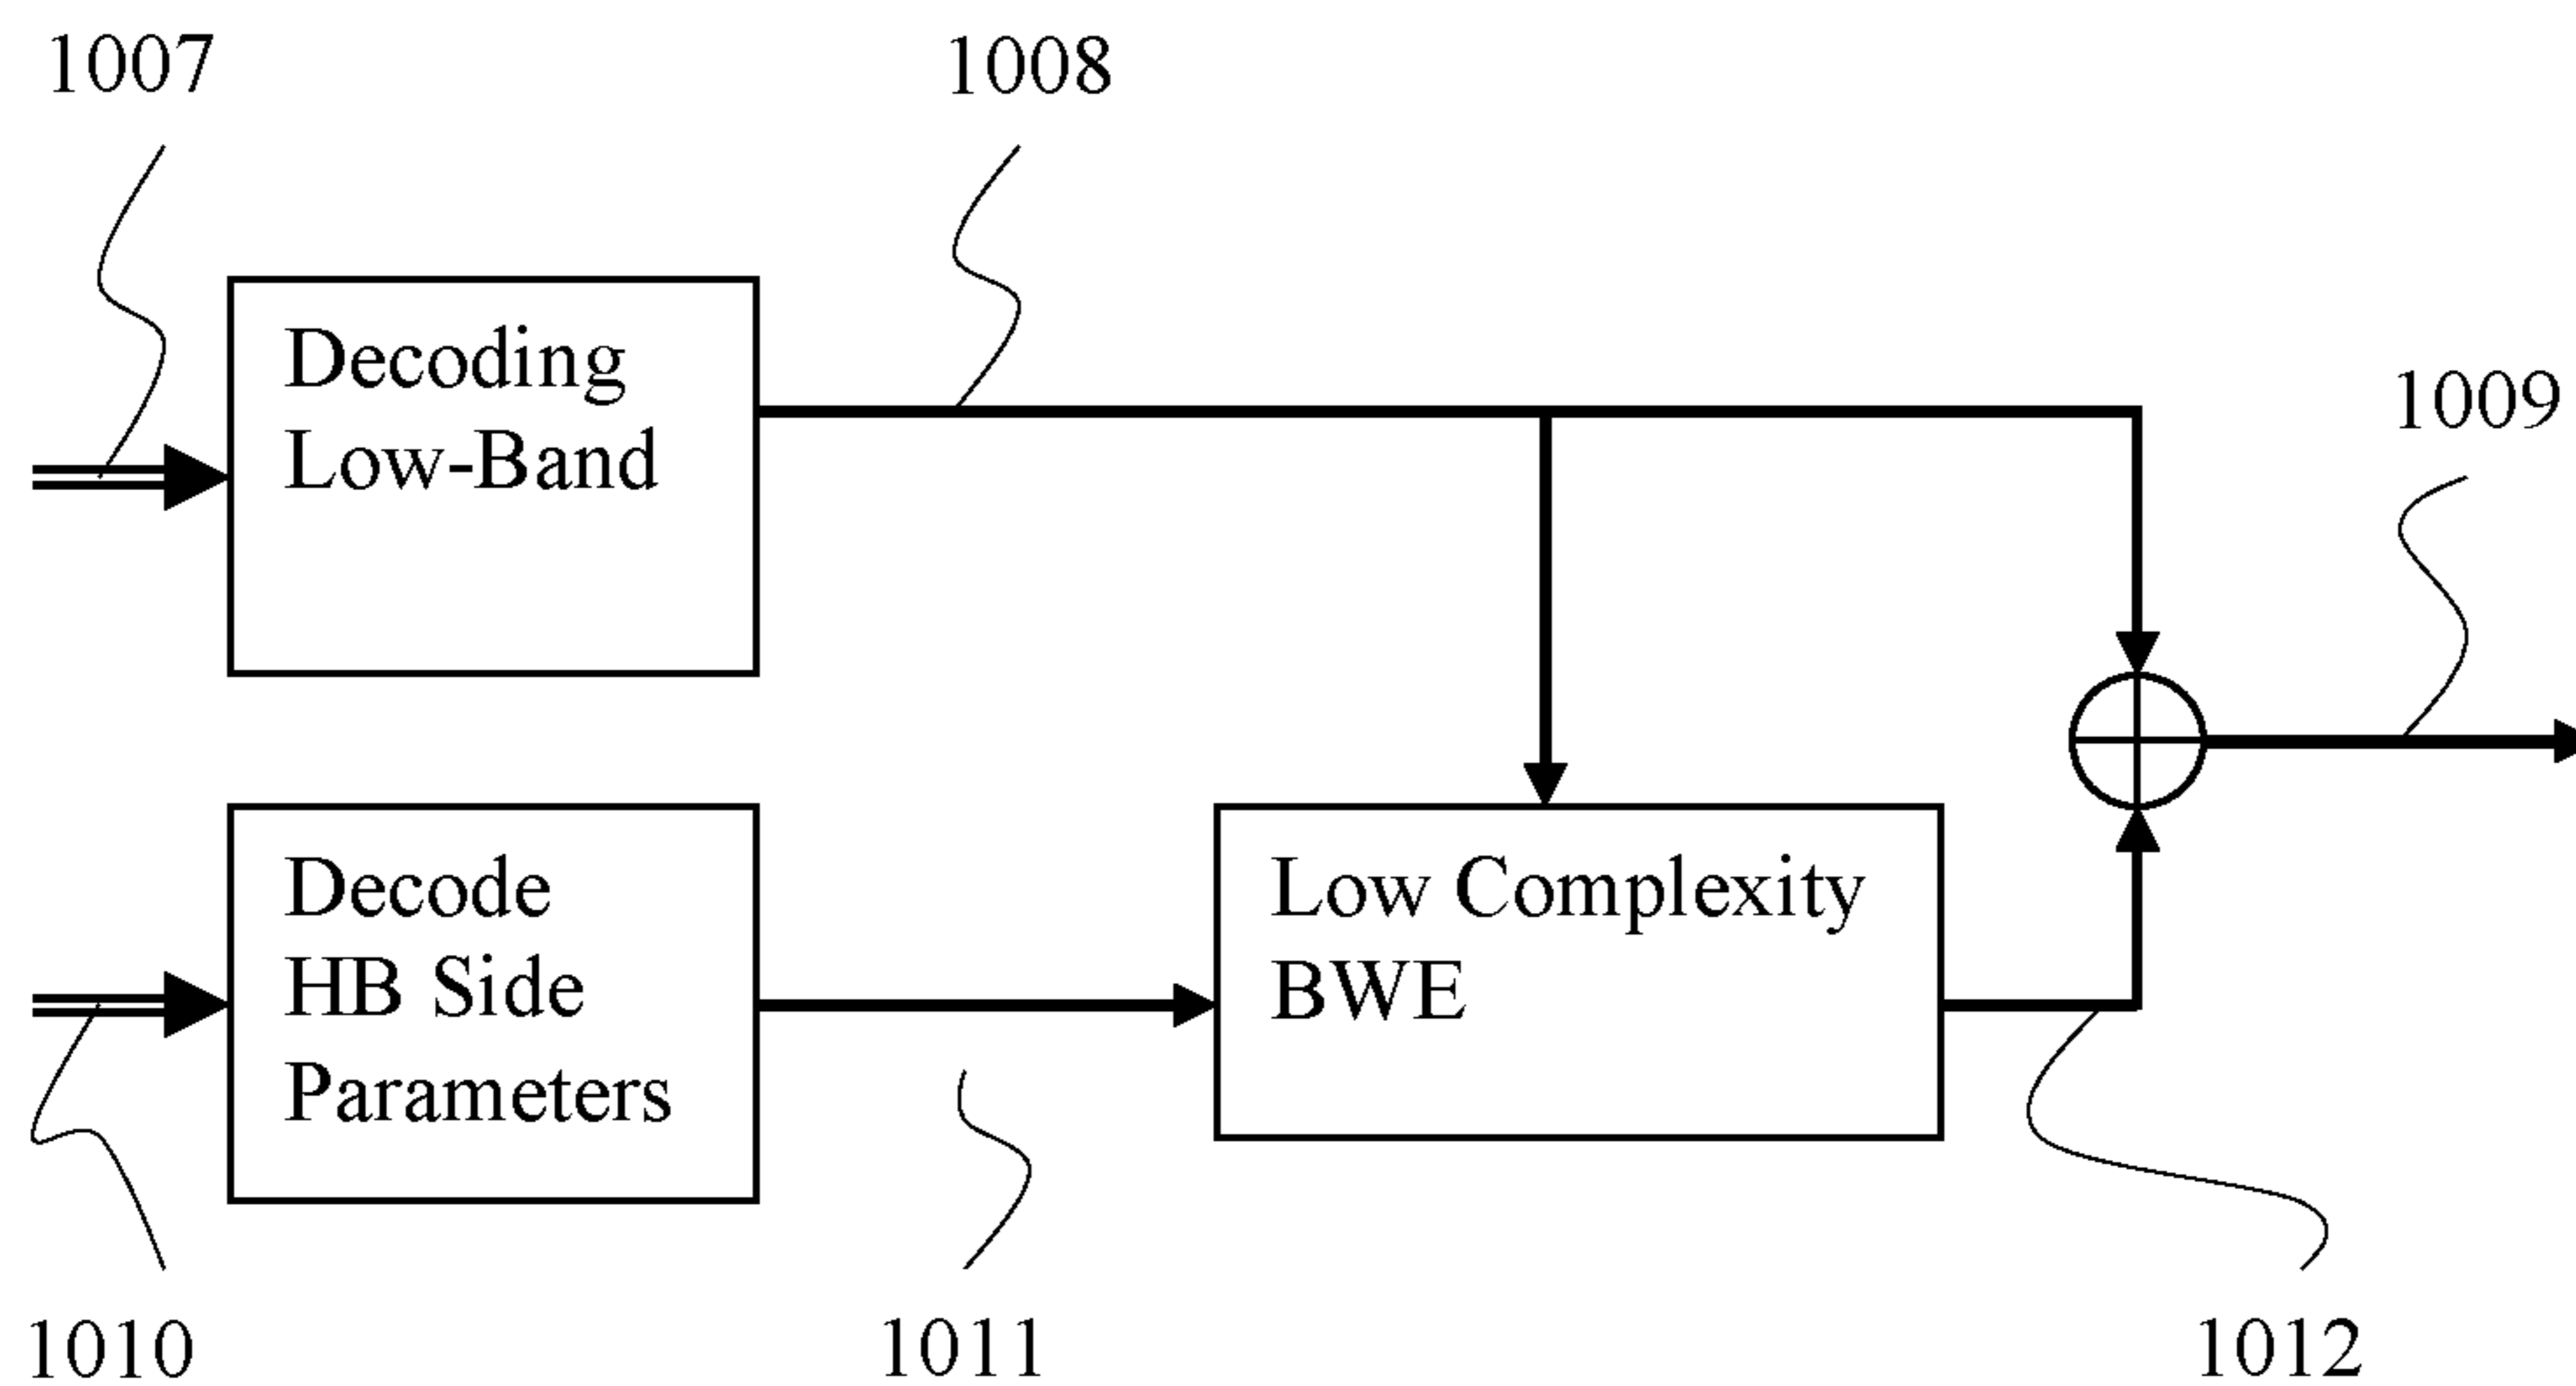 1007
1008
Decoding
Low-Band
1009
Decode
HB Side
Parameters
Low Complexity
BWE
1010
1011
1012